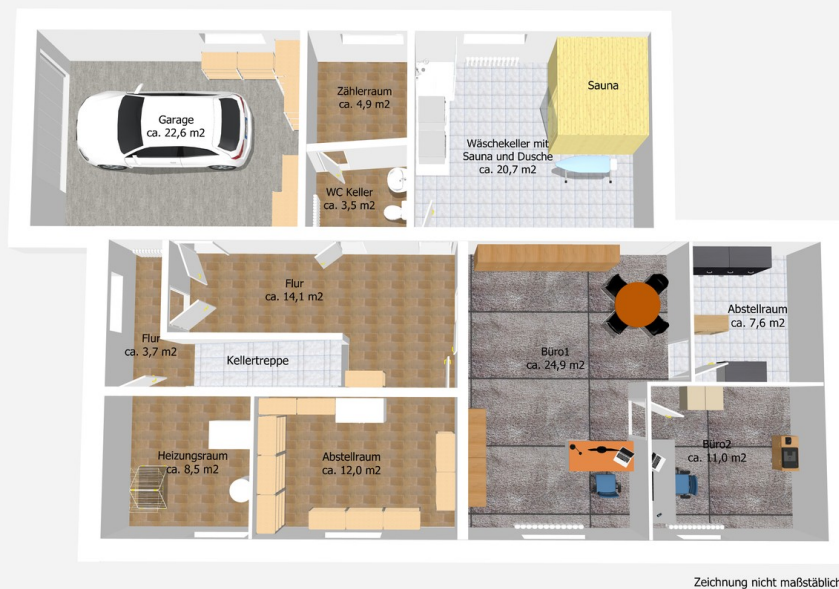 Garage
ca. 22,6 m2
Zählerraum
ca. 4,9 m2
WC Keller
ca. 3,5 m2
Sauna
Wäschekeller mit
Sauna und Dusche
ca. 20,7 m2
Flur
ca. 3,7 m2
Flur
ca. 14,1 m2
Kellertreppe
Büro1
ca. 24,9 m2
Abstellraum
ca. 7,6 m2
Heizungsraum
ca. 8,5 m2
Abstellraum
ca. 12,0 m2
Büro2
ca. 11,0 m2
Zeichnung nicht maßstäblich